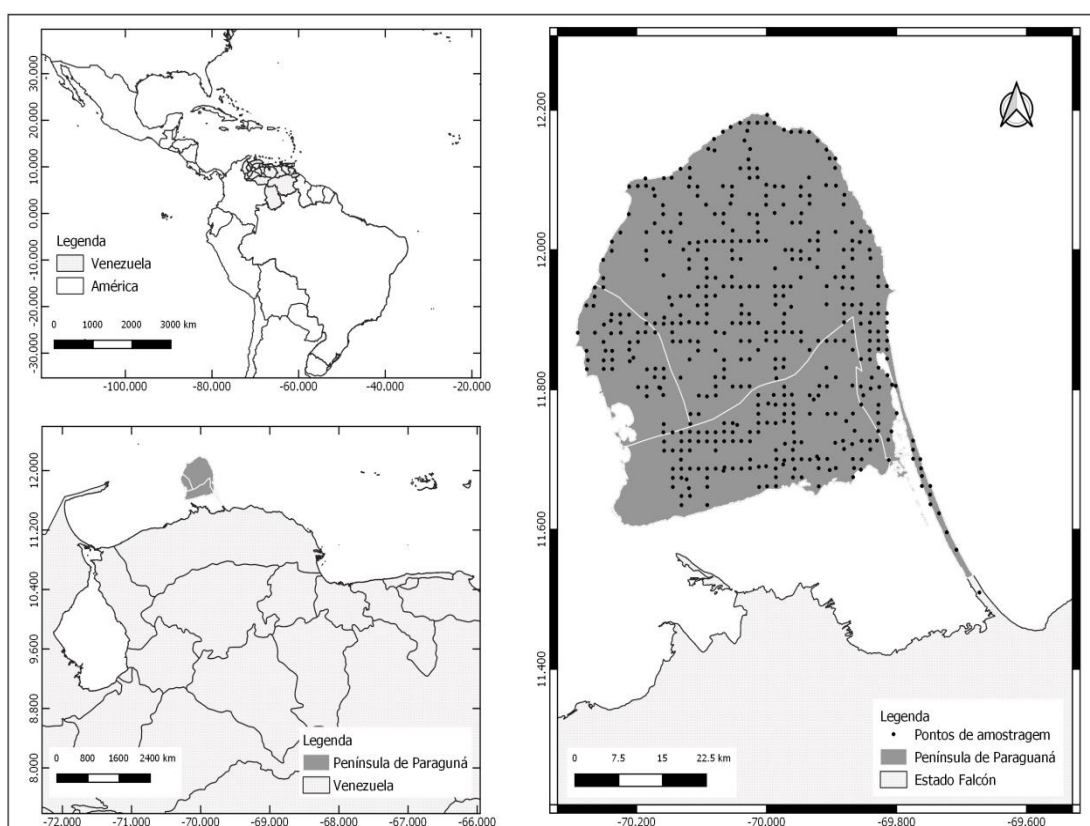 30.000
20.000
10.000
0.000
-10.000
-20.000
-30.000
Legenda
Venezuela
América
0 1000 2000 3000 km
-100.000 -80.000 -60.000 -40.000 -20.000
12.000
11.200
10.400
9.600
8.800
8.000
Legenda
Península de Paraguná
Venezuela
0 800 1600 2400 km
-72.000 -71.000 -70.000 -69.000 -68.000 -67.000 -66.000
12.200
12.000
11.800
11.600
11.400
Legenda
Pontos de amostragem
Península de Paraguaná
Estado Falcón
0 7.5 15 22.5 km
-70.200 -70.000 -69.800 -69.600